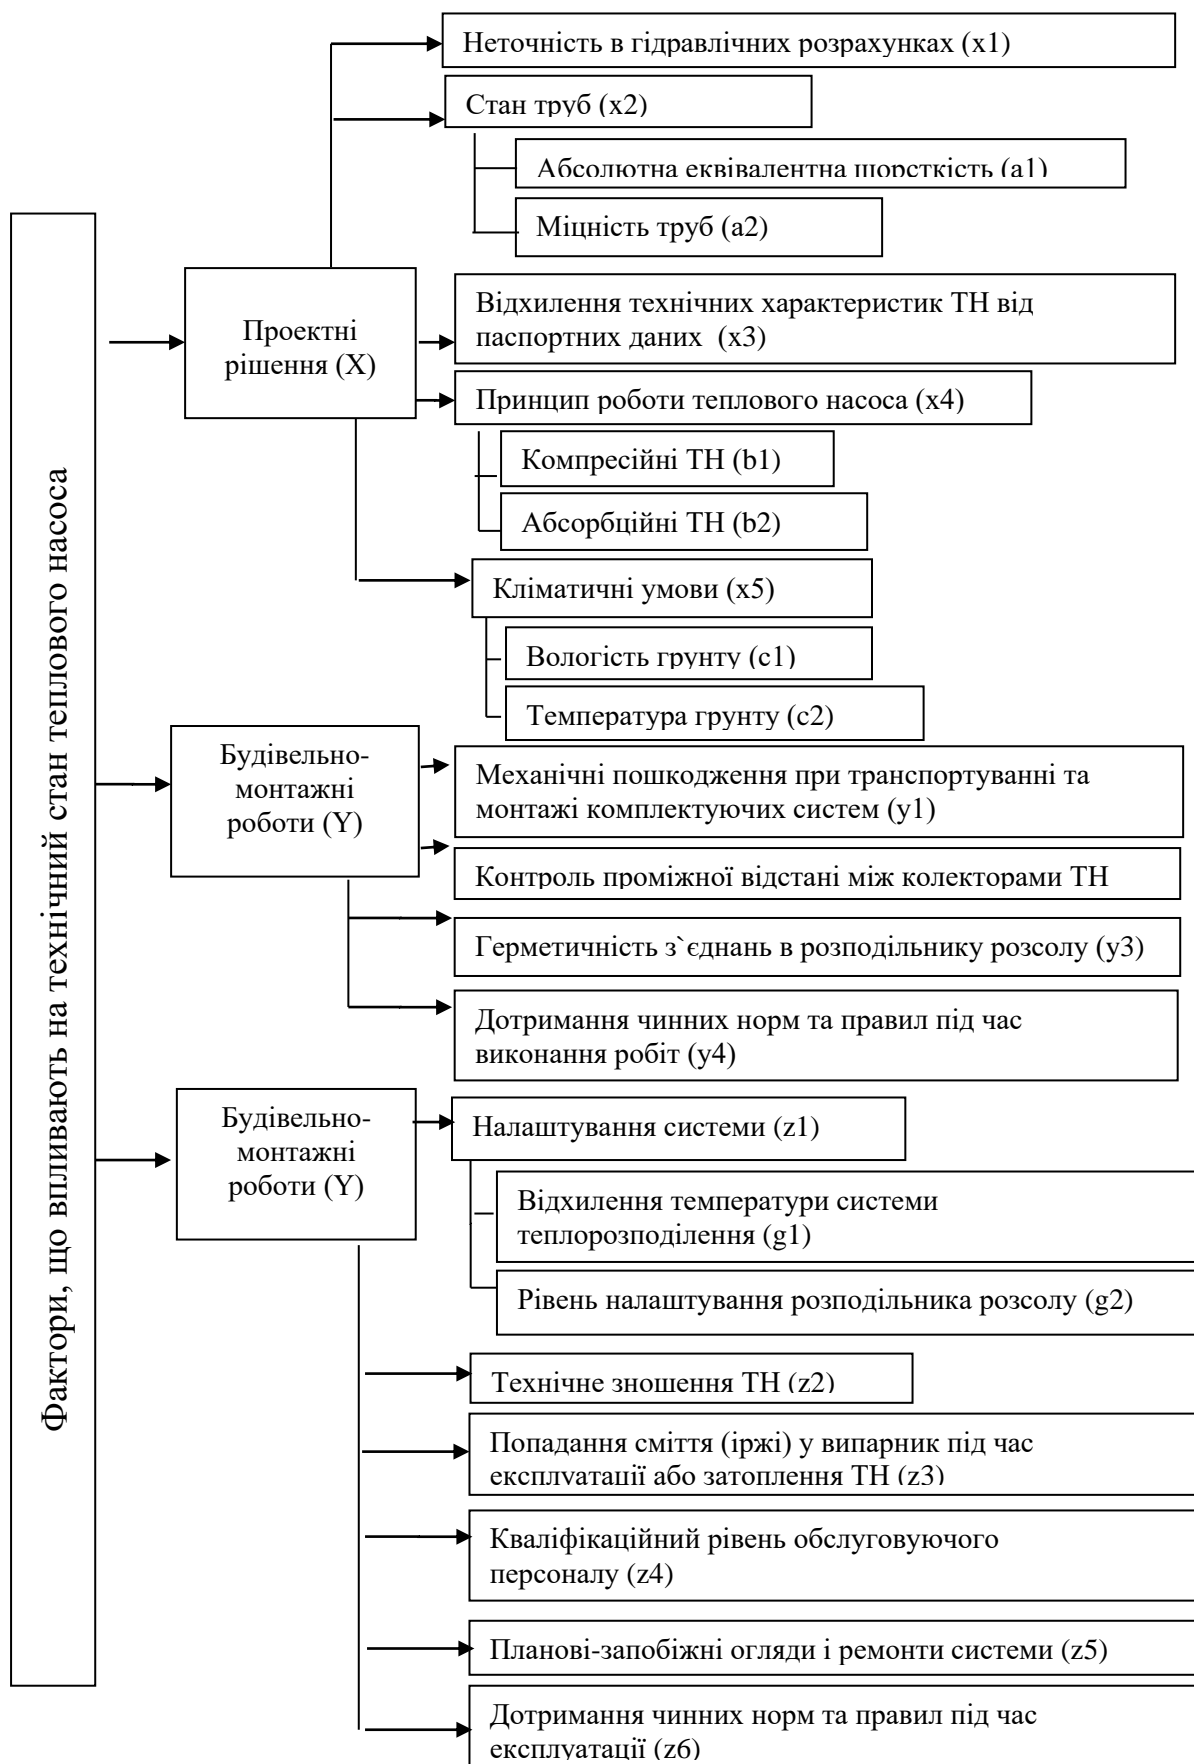 Фактори, що впливають на технічний стан теплового насоса
Проектні
рішення (X)
Неточність в гідравлічних розрахунках (x1)
Стан труб (x2)
Абсолютна еквівалентна шорсткість (a1)
Міцність труб (a2)
Відхилення технічних характеристик ТН від
паспортних даних (x3)
Принцип роботи теплового насоса (x4)
Компресійні ТН (b1)
Абсорбційні ТН (b2)
Кліматичні умови (x5)
Вологість грунту (c1)
Температура грунту (c2)
Будівельно-
монтажні
роботи (Y)
Механічні пошкодження при транспортуванні та
монтажі комплектуючих систем (y1)
Контроль проміжної відстані між колекторами ТН
Герметичність з`єднань в розподільнику розсолу (y3)
Дотримання чинних норм та правил під час
виконання робіт (y4)
Будівельно-
монтажні
роботи (Y)
Налаштування системи (z1)
Відхилення температури системи
теплорозподілення (g1)
Рівень налаштування розподільника розсолу (g2)
Технічне зношення ТН (z2)
Попадання сміття (іржі) у випарник під час
експлуатації або затоплення ТН (z3)
Кваліфікаційний рівень обслуговуючого
персоналу (z4)
Планові-запобіжні огляди і ремонти системи (z5)
Дотримання чинних норм та правил під час
експлуатації (z6)